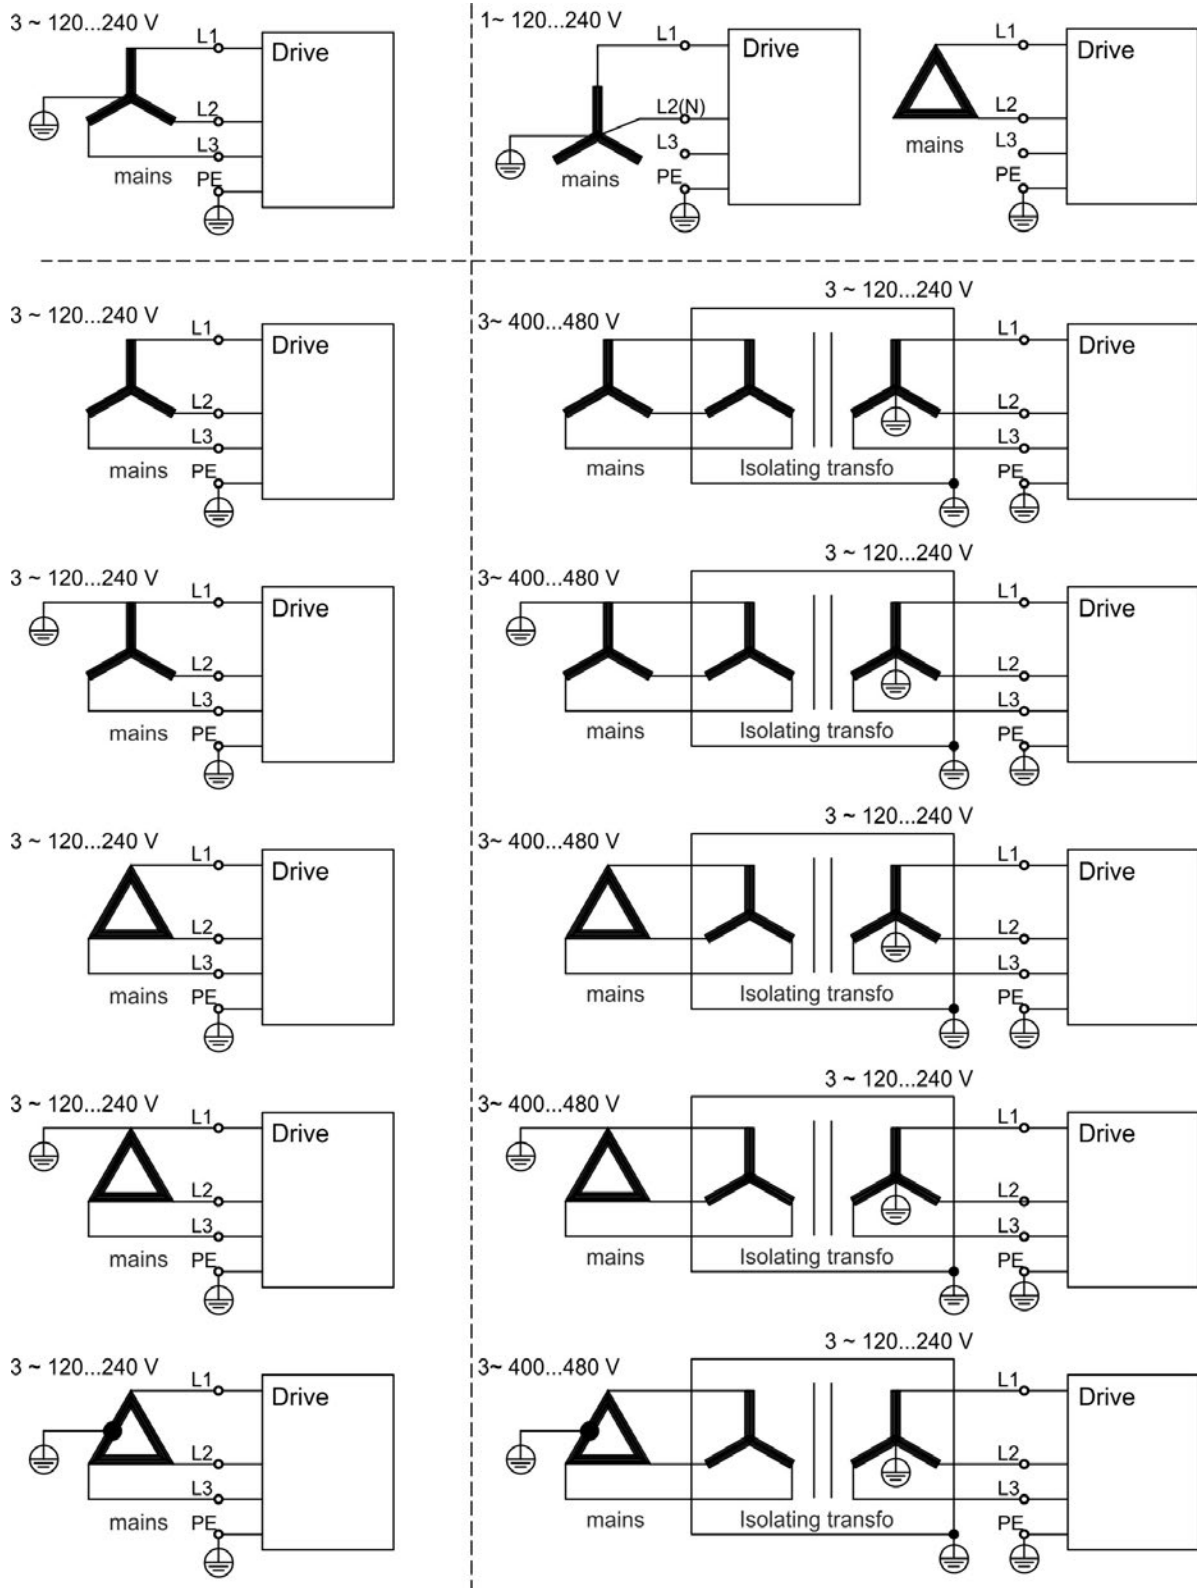 3 ~ 120...240 V
L1
Drive
L2
L3
mains
PE
1~ 120...240 V
L1
Drive
L2(N)
L3
mains
PE
L1
Drive
L2
mains
L3
PE
3 ~ 120...240 V
L1
Drive
L2
L3
mains
PE
3 ~ 120...240 V
3~ 400...480 V
L1
Drive
L2
L3
mains
Isolating transfo
PE
3 ~ 120...240 V
L1
Drive
L2
L3
mains
PE
3 ~ 120...240 V
3~ 400...480 V
L1
Drive
L2
L3
mains
Isolating transfo
PE
3 ~ 120...240 V
L1
Drive
L2
L3
mains
PE
3 ~ 120...240 V
3~ 400...480 V
L1
Drive
L2
L3
mains
Isolating transfo
PE
3 ~ 120...240 V
L1
Drive
L2
L3
mains
PE
3 ~ 120...240 V
3~ 400...480 V
L1
Drive
L2
L3
mains
Isolating transfo
PE
3 ~ 120...240 V
L1
Drive
L2
L3
mains
PE
3 ~ 120...240 V
3~ 400...480 V
L1
Drive
L2
L3
mains
Isolating transfo
PE